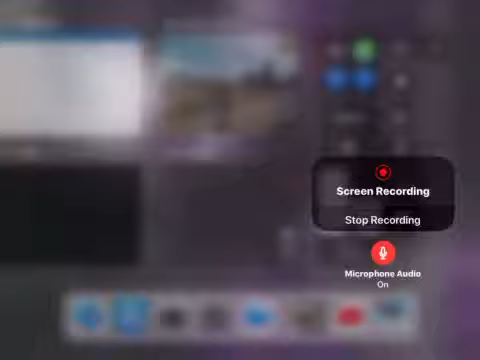 Screen Recording
Stop Recording
Microphone Audio
On